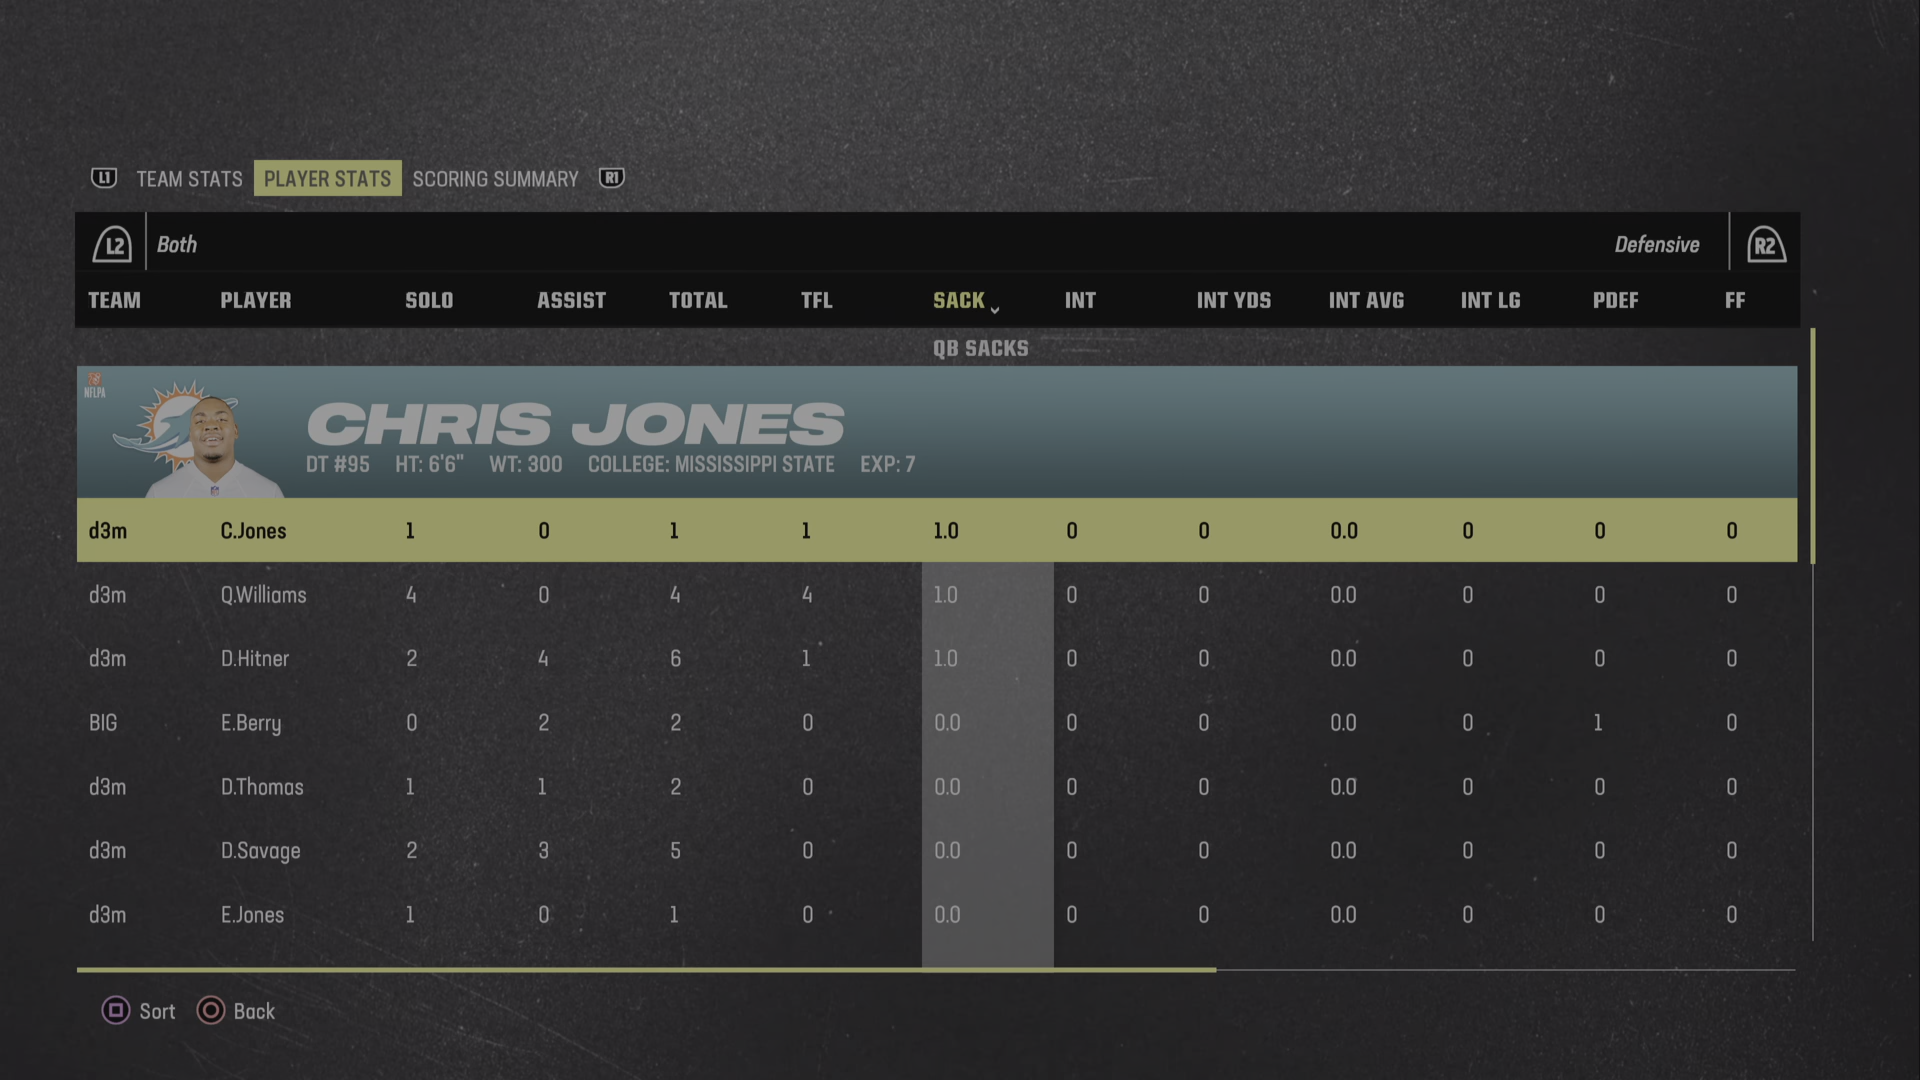 L1 TEAM STATS PLAYER STATS SCORING SUMMARY R1
L2 Both Defensive R2
TEAM PLAYER SOLO ASSIST TOTAL TFL SACK INT INT YDS INT AVG INT LG PDEF FF
QB SACKS
NFLPA
CHRIS JONES
DT #95 HT: 6'6" WT: 300 COLLEGE: MISSISSIPPI STATE EXP: 7
d3m C.Jones 1 0 1 1 1.0 0 0 0.0 0 0 0
d3m Q.Williams 4 0 4 4 1.0 0 0 0.0 0 0 0
d3m D.Hitner 2 4 6 1 1.0 0 0 0.0 0 0 0
BIG E.Berry 0 2 2 0 0.0 0 0 0.0 0 1 0
d3m D.Thomas 1 1 2 0 0.0 0 0 0.0 0 0 0
d3m D.Savage 2 3 5 0 0.0 0 0 0.0 0 0 0
d3m E.Jones 1 0 1 0 0.0 0 0 0.0 0 0 0
Sort Back